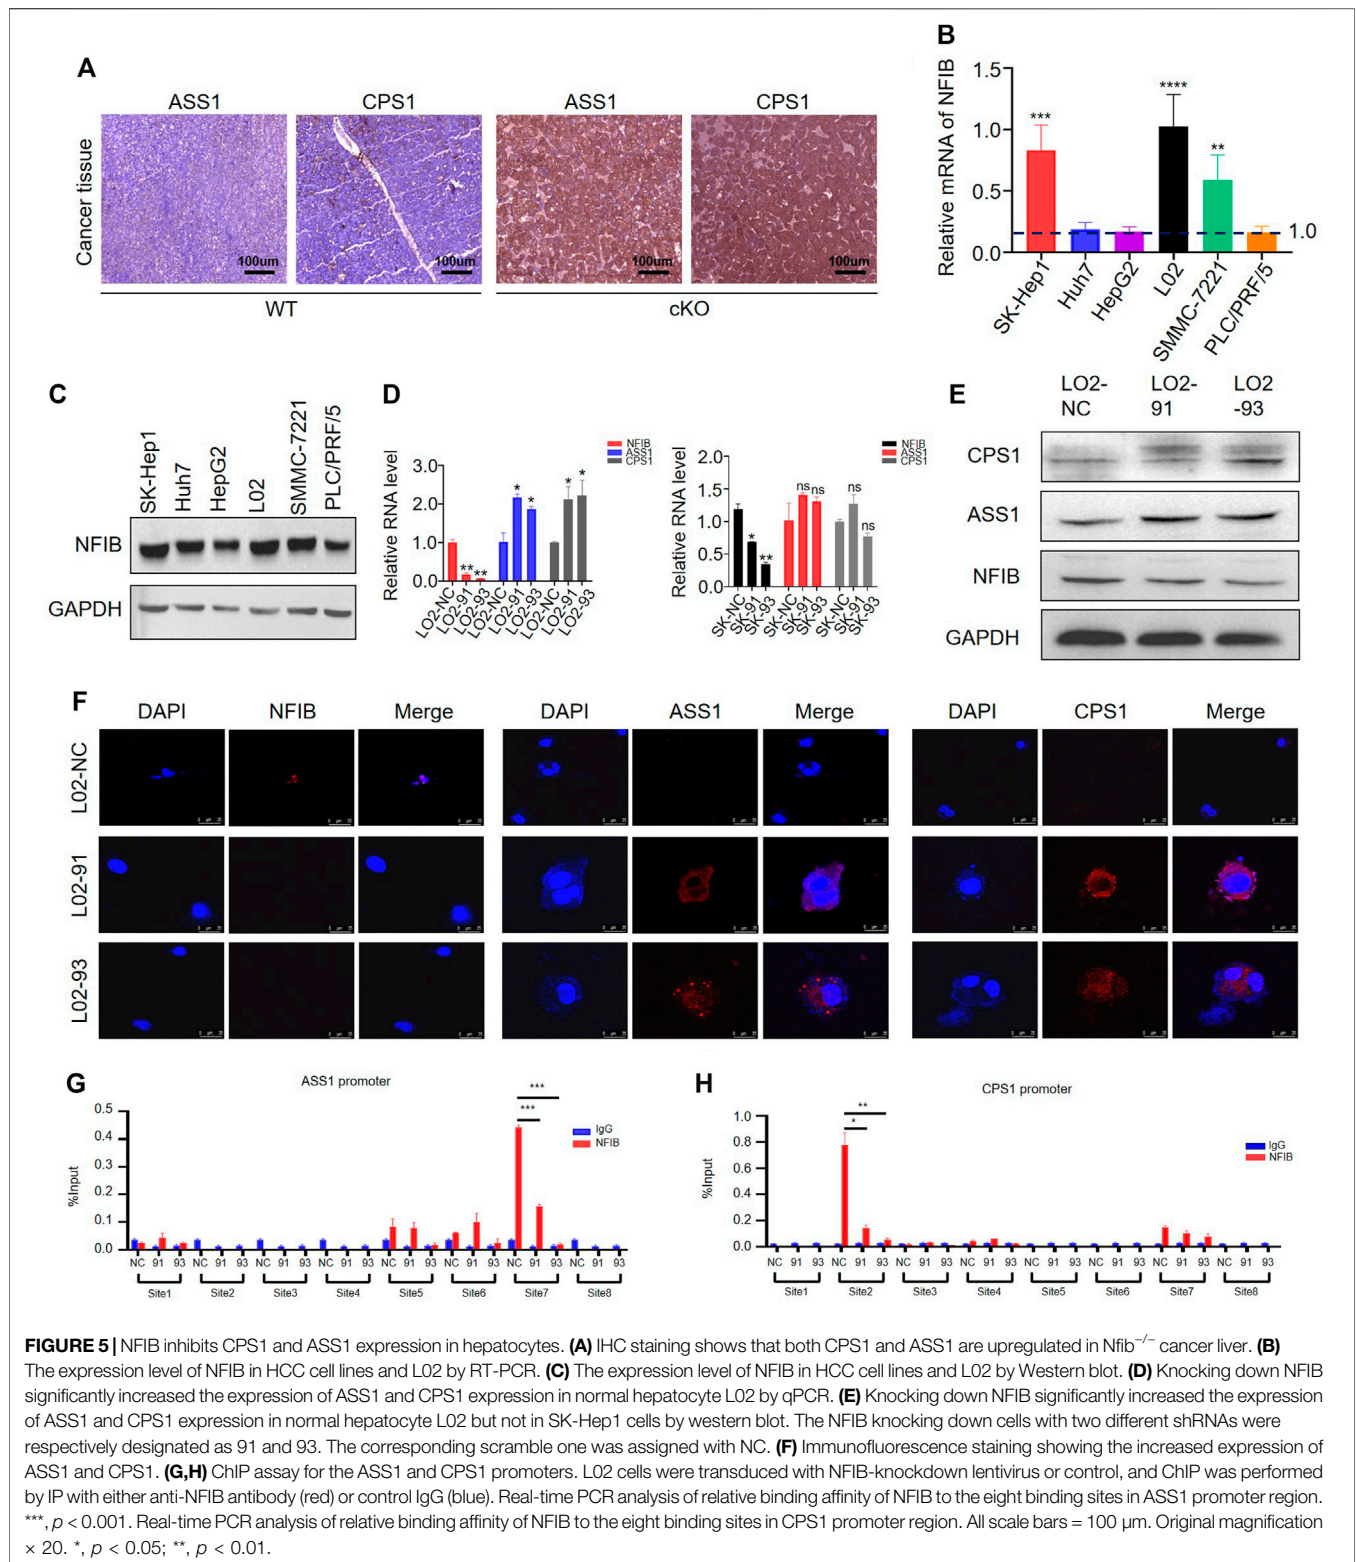 A
ASS1 CPS1 ASS1 CPS1
Cancer tissue
100um 100um 100um 100um
WT cKO
B
Relative mRNA of NFIB
1.5
1.0
0.5
0.0
*** **** **
1.0
SK-Hep1 Huh7 HepG2 L02 SMMC-7221 PLC/PRF/5
C
SK-Hep1 Huh7 HepG2 L02 SMMC-7221 PLC/PRF/5
NFIB
GAPDH
D
Relative RNA level
3.0
2.0
1.0
0.0
NFIB
ASS1
CPS1
** ** * * * *
LO2-NC LO2-91 LO2-93 LO2-NC LO2-91 LO2-93 LO2-NC LO2-91 LO2-93
Relative RNA level
2.0
1.5
1.0
0.5
0.0
NFIB
ASS1
CPS1
* ** ns ns ns ns
SK-NC SK-91 SK-93 SK-NC SK-91 SK-93 SK-NC SK-91 SK-93
E
LO2- LO2- LO2
NC 91 -93
CPS1
ASS1
NFIB
GAPDH
F
DAPI NFIB Merge DAPI ASS1 Merge DAPI CPS1 Merge
L02-NC
L02-91
L02-93
G
ASS1 promoter
%Input
0.5
0.4
0.3
0.2
0.1
0.0
*** ***
IgG
NFIB
NC 91 93 NC 91 93 NC 91 93 NC 91 93 NC 91 93 NC 91 93 NC 91 93 NC 91 93
Site1 Site2 Site3 Site4 Site5 Site6 Site7 Site8
H
CPS1 promoter
%Input
1.0
0.8
0.6
0.4
0.2
0.0
** *
IgG
NFIB
NC 91 93 NC 91 93 NC 91 93 NC 91 93 NC 91 93 NC 91 93 NC 91 93 NC 91 93
Site1 Site2 Site3 Site4 Site5 Site6 Site7 Site8
FIGURE 5 | NFIB inhibits CPS1 and ASS1 expression in hepatocytes. (A) IHC staining shows that both CPS1 and ASS1 are upregulated in Nfib−/− cancer liver. (B)
The expression level of NFIB in HCC cell lines and L02 by RT-PCR. (C) The expression level of NFIB in HCC cell lines and L02 by Western blot. (D) Knocking down NFIB
significantly increased the expression of ASS1 and CPS1 expression in normal hepatocyte L02 by qPCR. (E) Knocking down NFIB significantly increased the expression
of ASS1 and CPS1 expression in normal hepatocyte L02 but not in SK-Hep1 cells by western blot. The NFIB knocking down cells with two different shRNAs were
respectively designated as 91 and 93. The corresponding scramble one was assigned with NC. (F) Immunofluorescence staining showing the increased expression of
ASS1 and CPS1. (G,H) ChIP assay for the ASS1 and CPS1 promoters. L02 cells were transduced with NFIB-knockdown lentivirus or control, and ChIP was performed
by IP with either anti-NFIB antibody (red) or control IgG (blue). Real-time PCR analysis of relative binding affinity of NFIB to the eight binding sites in ASS1 promoter region.
***, p < 0.001. Real-time PCR analysis of relative binding affinity of NFIB to the eight binding sites in CPS1 promoter region. All scale bars = 100 μm. Original magnification
× 20. *, p < 0.05; **, p < 0.01.